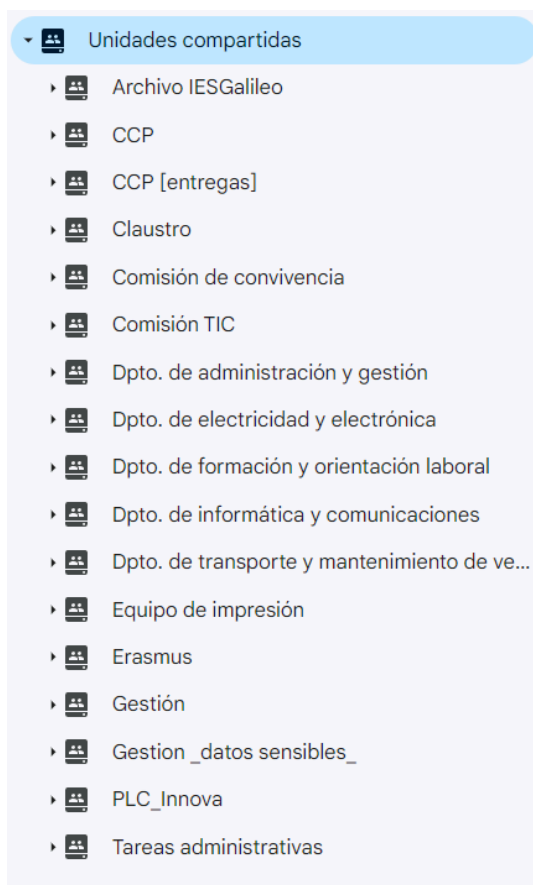 Unidades compartidas
Archivo IESGalileo
CCP
CCP [entregas]
Claustro
Comisión de convivencia
Comisión TIC
Dpto. de administración y gestión
Dpto. de electricidad y electrónica
Dpto. de formación y orientación laboral
Dpto. de informática y comunicaciones
Dpto. de transporte y mantenimiento de ve...
Equipo de impresión
Erasmus
Gestión
Gestion _datos sensibles_
PLC_Innova
Tareas administrativas